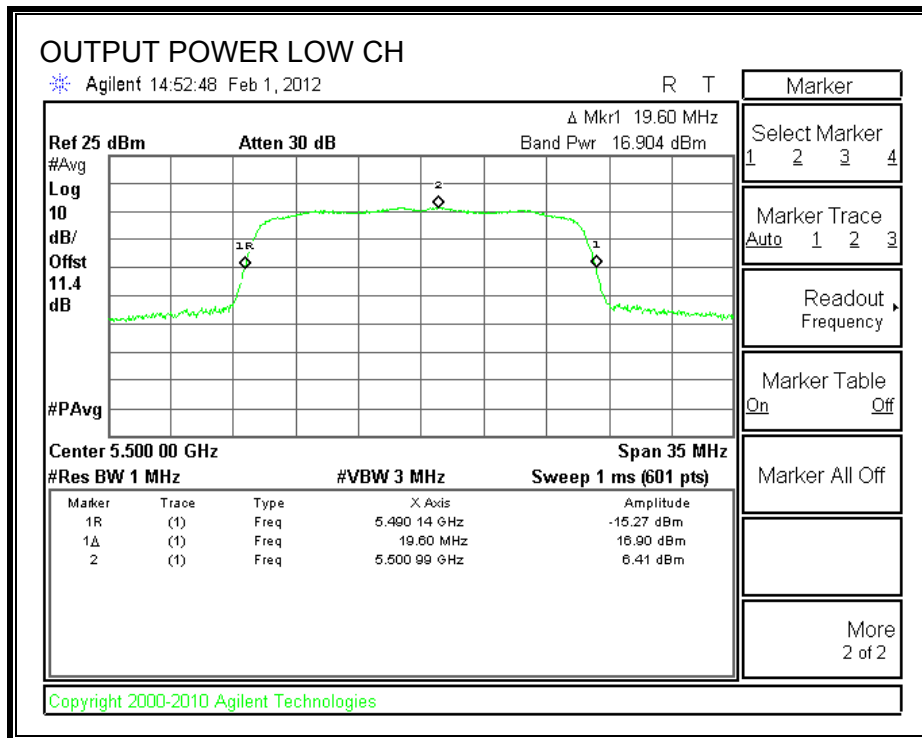 OUTPUT POWER LOW CH
Agilent 14:52:48 Feb 1, 2012 R T
Δ Mkr1 19.60 MHz
Ref 25 dBm Atten 30 dB Band Pwr 16.904 dBm
#Avg
Log
10
dB/
Offst
11.4
dB
2
1R
1
#PAvg
Center 5.500 00 GHz Span 35 MHz
#Res BW 1 MHz #VBW 3 MHz Sweep 1 ms (601 pts)
Marker Trace Type X Axis Amplitude
1R (1) Freq 5.490 14 GHz -15.27 dBm
1Δ (1) Freq 19.60 MHz 16.90 dBm
2 (1) Freq 5.500 99 GHz 6.41 dBm
Marker
Select Marker
1 2 3 4
Marker Trace
Auto 1 2 3
Readout
Frequency
Marker Table
On Off
Marker All Off
More
2 of 2
Copyright 2000-2010 Agilent Technologies